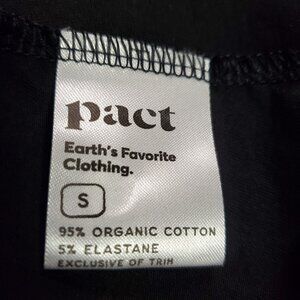 pact
Earth's Favorite
Clothing.
S
95% ORGANIC COTTON
5% ELASTANE
EXCLUSIVE OF TRIM